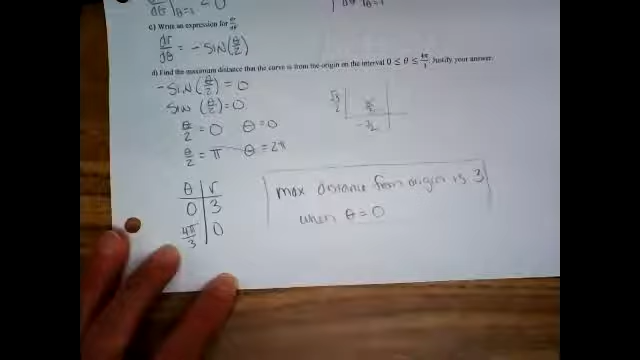 c) Write an expression for dr/dθ
dr/dθ = - sin(θ/2)
d) Find the maximum distance that the curve is from the origin on the interval 0 ≤ θ ≤ 4π/3. Justify your answer.
- sin(θ/2) = 0
sin (θ/2) = 0
θ/2 = 0 θ = 0
θ/2 = π θ = 2π
θ r
0 3
4π/3 0
max distance from origin is 3
when θ = 0